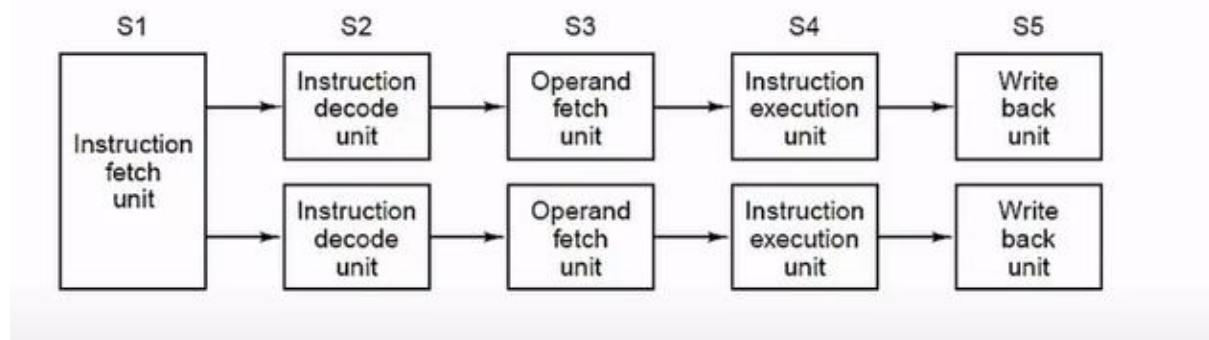 S1
S2
S3
S4
S5
Instruction
fetch
unit
Instruction
decode
unit
Operand
fetch
unit
Instruction
execution
unit
Write
back
unit
Instruction
decode
unit
Operand
fetch
unit
Instruction
execution
unit
Write
back
unit